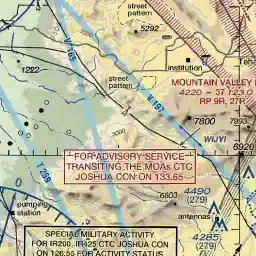 street
pattern
5292
V 165
institution
Teha
1222
street
pattern
MOUNTAIN VALLEY
4220 - 37 123.0
RP 9R, 27R
V 197
3000
7800
7993
WIJYI
6920
FOR ADVISORY SERVICE
TRANSITING THE MOAs CTC
JOSHUA CON ON 133.65
T 259
6803
4490
(279)
pumping
station
antennas
SPECIAL MILITARY ACTIVITY
FOR IR200, IR425 CTC JOSHUA CON
ON 126.55 FOR ACTIVITY STATUS
4285
(279)